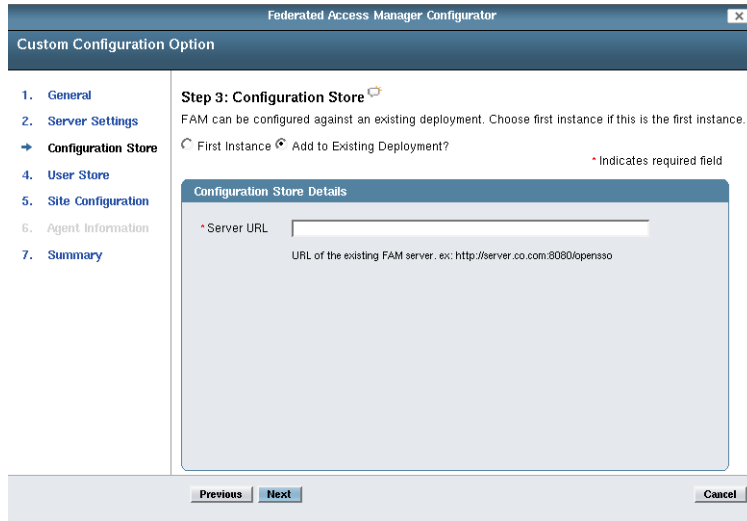 Federated Access Manager Configurator
Custom Configuration Option
1. General
2. Server Settings
Configuration Store
4. User Store
5. Site Configuration
6. Agent Information
7. Summary
Step 3: Configuration Store
FAM can be configured against an existing deployment. Choose first instance if this is the first instance.
First Instance Add to Existing Deployment?
* Indicates required field
Configuration Store Details
* Server URL
URL of the existing FAM server. ex: http://server.co.com:8080/opensso
Previous Next Cancel